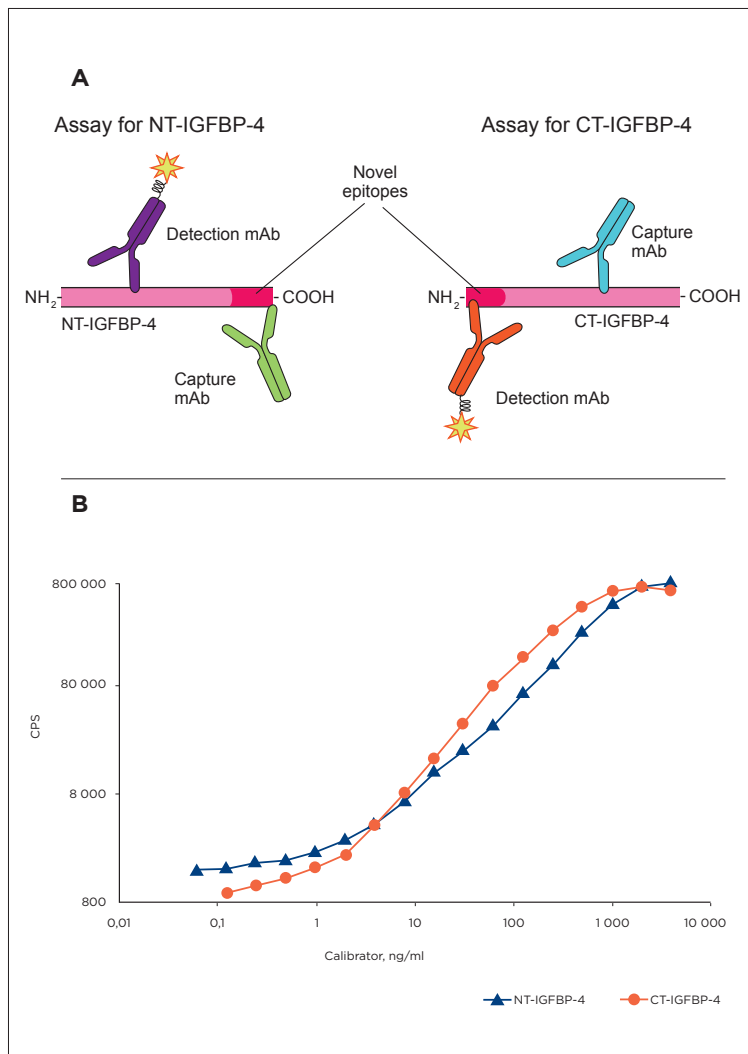 A
Assay for NT-IGFBP-4
Assay for CT-IGFBP-4
Novel
epitopes
Detection mAb
Capture
mAb
NH2-
-COOH
NT-IGFBP-4
NH2-
-COOH
CT-IGFBP-4
Capture
mAb
Detection mAb
B
800 000
80 000
8 000
800
CPS
0,01
0,1
1
10
100
1 000
10 000
Calibrator, ng/ml
NT-IGFBP-4
CT-IGFBP-4